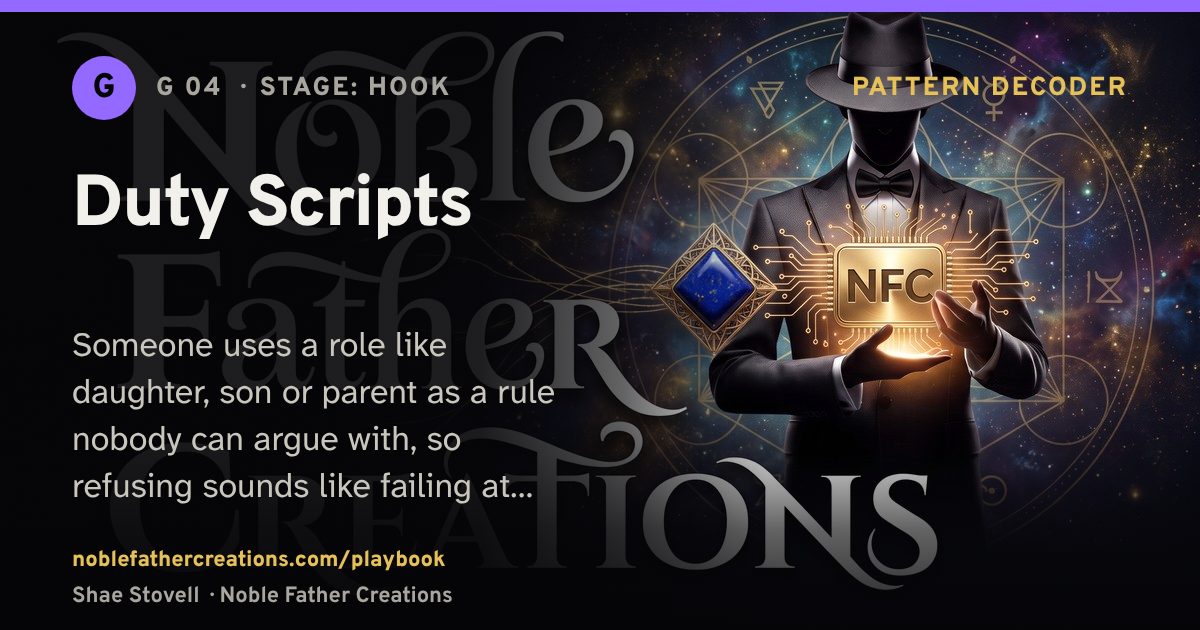 G
G 04 · STAGE: HOOK
PATTERN DECODER
Noble
Duty Scripts
Father
NFC
Someone uses a role like
daughter, son or parent as a rule
nobody can argue with, so
refusing sounds like failing at...
CREATIONS
noblefathercreations.com/playbook
Shae Stovell · Noble Father Creations